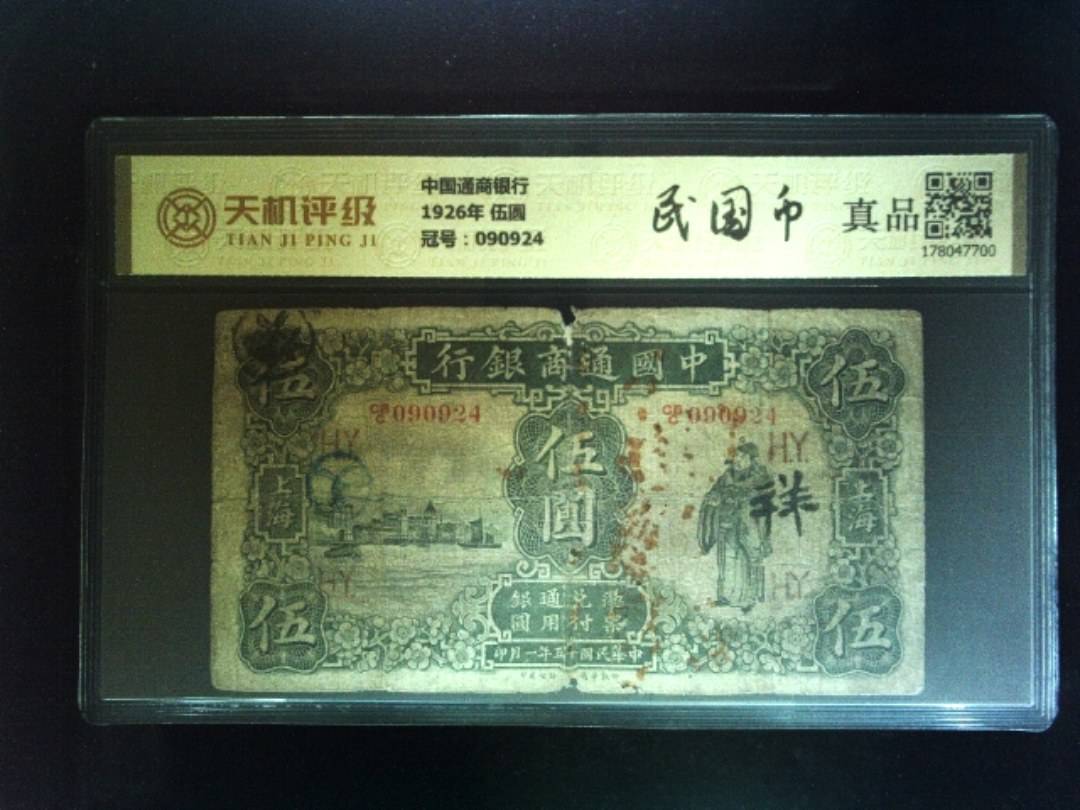 天机评级
TIAN JI PING JI
中国通商银行
1926年 伍圆
冠号：090924
民国币
真品
178047700
行銀商通國中
伍
伍
090924
090924
H.Y.
H.Y.
伍圓
上海
上海
祥
H.Y.
H.Y.
伍
伍
銀通兑憑
圓用付票
印月一年五十國民華中